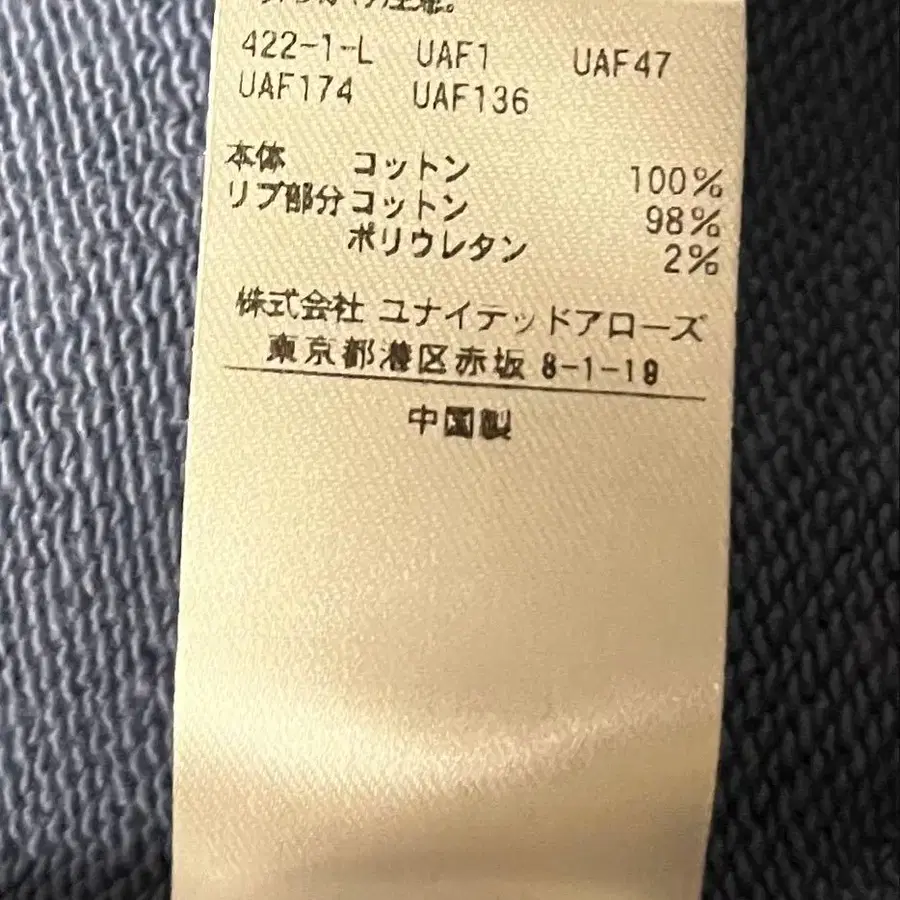 422-1-L UAF1 UAF47
UAF174 UAF136
本体 コットン 100%
リブ部分 コットン 98%
ポリウレタン 2%
株式会社 ユナイテッドアローズ
東京都港区赤坂 8-1-19
中国製